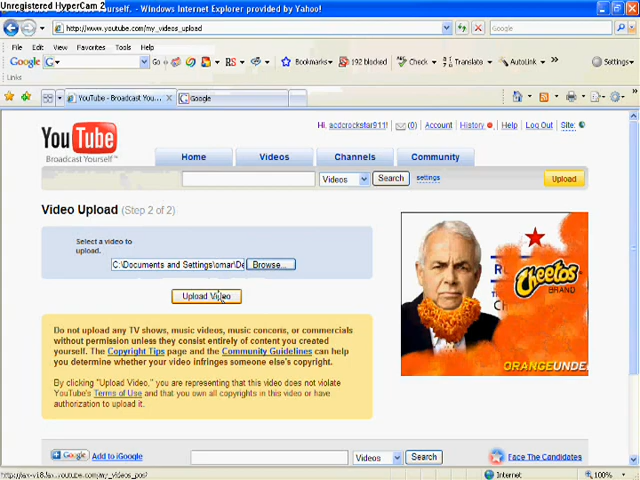 Unregistered HyperCam 2
Yourself. - Windows Internet Explorer provided by Yahoo!
http://www.youtube.com/my_videos_upload
Google
File Edit View Favorites Tools Help
Google Go RS Bookmarks 192 blocked Check Translate AutoLink Settings
Links
YouTube - Broadcast You... Google Page Tools
YouTube
Broadcast Yourself™
Hi, acdcrockstar911! (0) Account History Help Log Out Site:
Home Videos Channels Community
Videos Search settings Upload
Video Upload (Step 2 of 2)
Select a video to
upload.
C:\Documents and Settings\omar\De Browse...
Upload Video
Do not upload any TV shows, music videos, music concerts, or commercials
without permission unless they consist entirely of content you created
yourself. The Copyright Tips page and the Community Guidelines can help
you determine whether your video infringes someone else's copyright.
By clicking "Upload Video," you are representing that this video does not violate
YouTube's Terms of Use and that you own all copyrights in this video or have
authorization to upload it.
Cheetos
BRAND
ORANGEUNDE
Google Add to iGoogle Videos Search Face The Candidates
Internet 100%